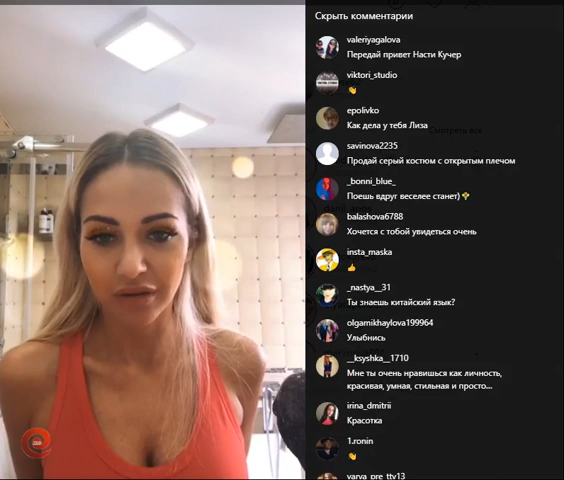 Скрыть комментарии
valeriyagalova
Передай привет Насти Кучер
viktori_studio
epolivko
Как дела у тебя Лиза
savinova2235
Продай серый костюм с открытым плечом
_bonni_blue_
Поешь вдруг веселее станет)
balashova6788
Хочется с тобой увидеться очень
insta_maska
_nastya__31
Ты знаешь китайский язык?
olgamikhaylova199964
Улыбнись
__ksyshka__1710
Мне ты очень нравишься как личность,
красивая, умная, стильная и просто...
irina_dmitrii
Красотка
1.ronin
varya_pre_tty13